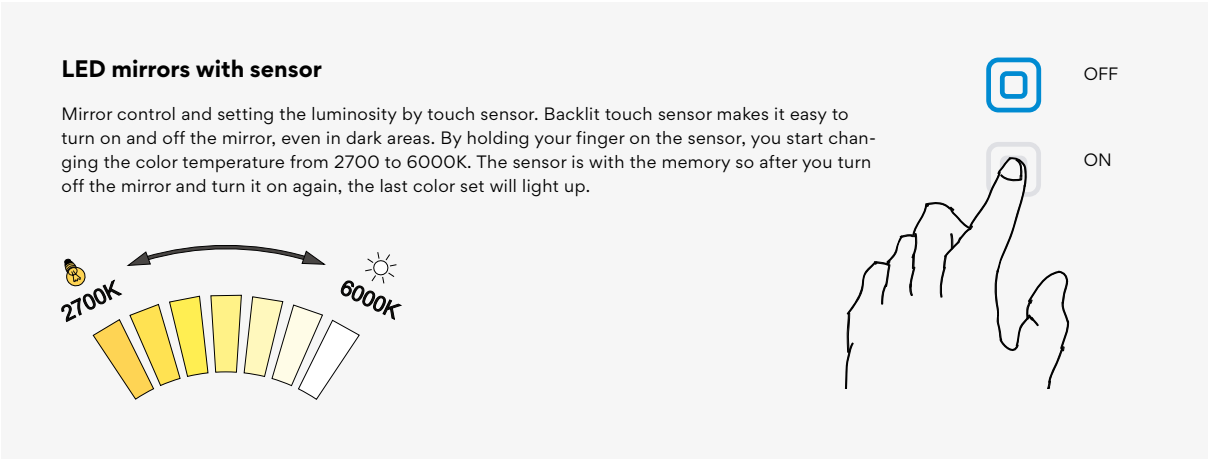 LED mirrors with sensor
Mirror control and setting the luminosity by touch sensor. Backlit touch sensor makes it easy to
turn on and off the mirror, even in dark areas. By holding your finger on the sensor, you start chan-
ging the color temperature from 2700 to 6000K. The sensor is with the memory so after you turn
off the mirror and turn it on again, the last color set will light up.
OFF
ON
2700K
6000K